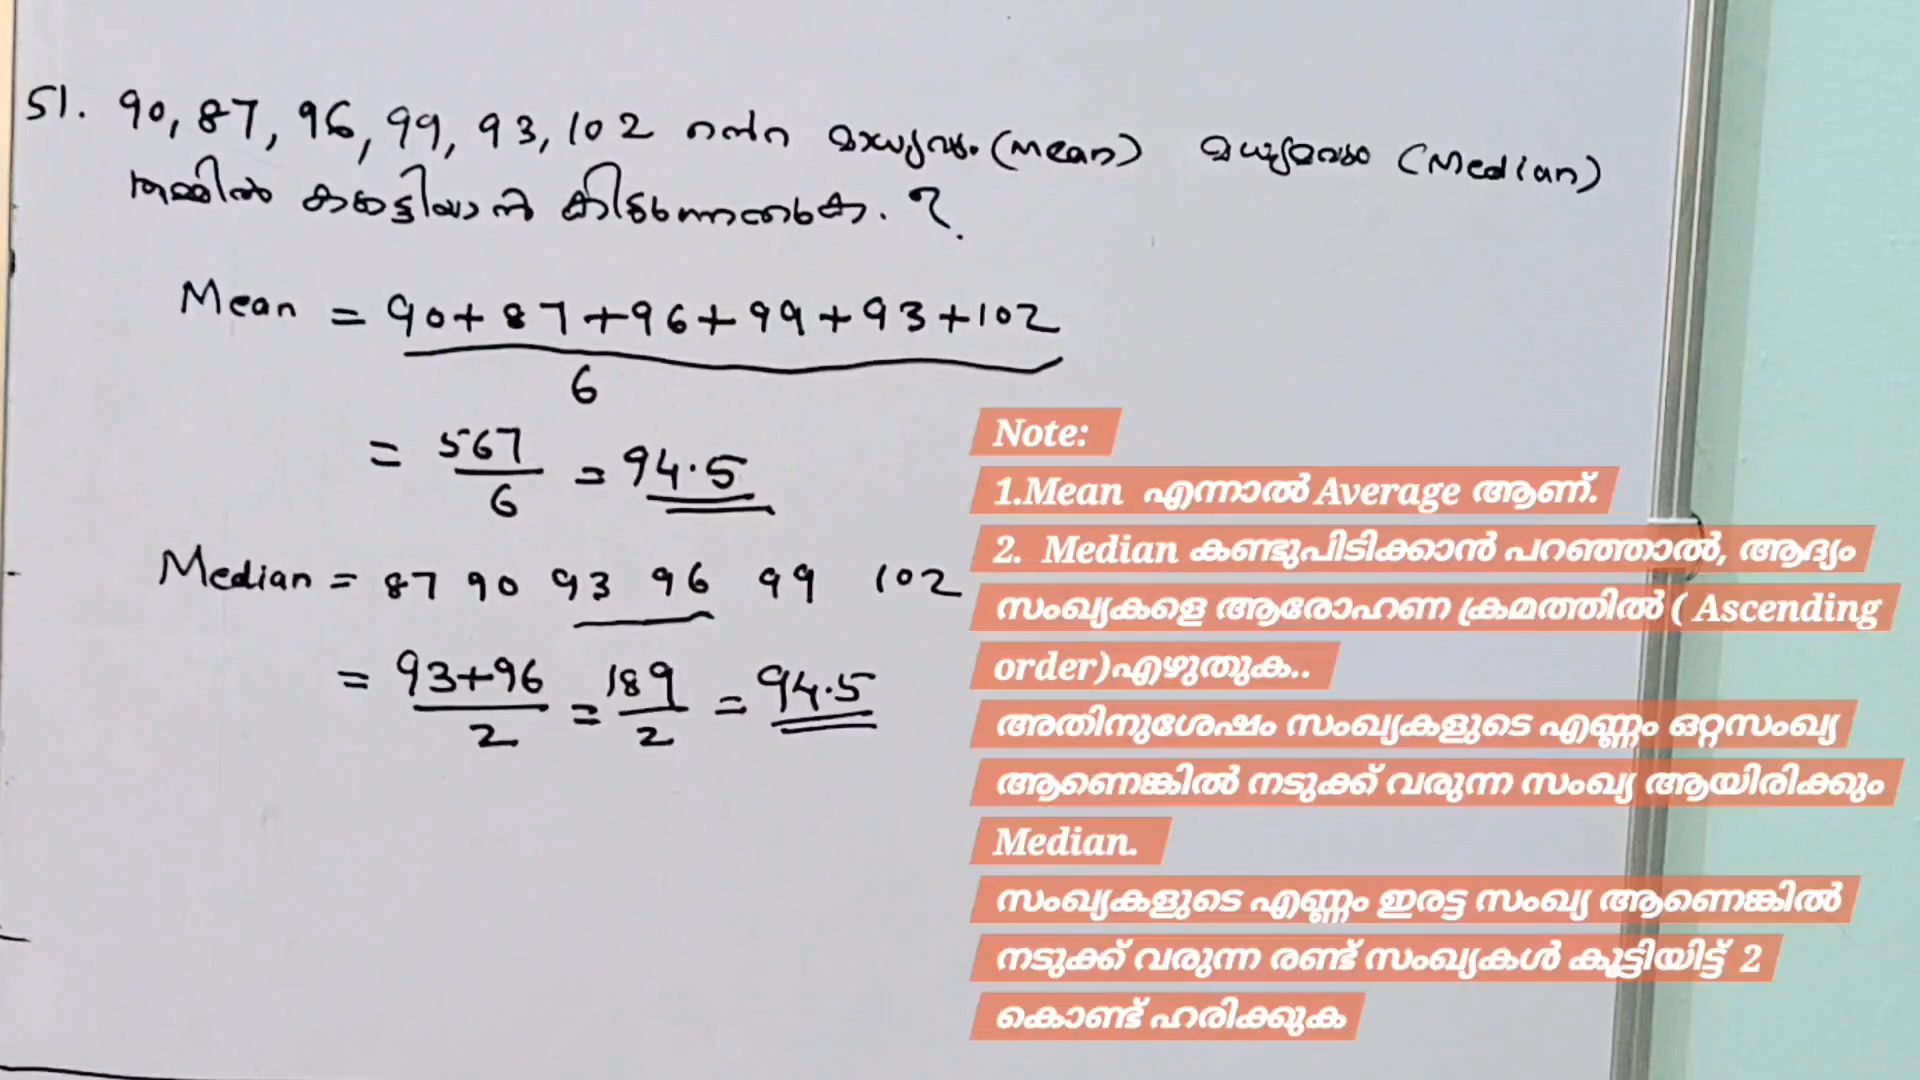 51. 90, 87, 96, 99, 93, 102 ന്റെ മാധ്യവും (Mean) മധ്യമവും (Median)
തമ്മിൽ കൂട്ടിയാൽ കിട്ടുന്നതെത്ര. ?
Mean = 90+87+96+99+93+102
6
= 567/6 = 94.5
Median = 87 90 93 96 99 102
= 93+96/2 = 189/2 = 94.5
Note:
1.Mean എന്നാൽ Average ആണ്.
2. Median കണ്ടുപിടിക്കാൻ പറഞ്ഞാൽ, ആദ്യം
സംഖ്യകളെ ആരോഹണ ക്രമത്തിൽ ( Ascending
order)എഴുതുക..
അതിനുശേഷം സംഖ്യകളുടെ എണ്ണം ഒറ്റസംഖ്യ
ആണെങ്കിൽ നടുക്ക് വരുന്ന സംഖ്യ ആയിരിക്കും
Median.
സംഖ്യകളുടെ എണ്ണം ഇരട്ട സംഖ്യ ആണെങ്കിൽ
നടുക്ക് വരുന്ന രണ്ട് സംഖ്യകൾ കൂട്ടിയിട്ട് 2
കൊണ്ട് ഹരിക്കുക